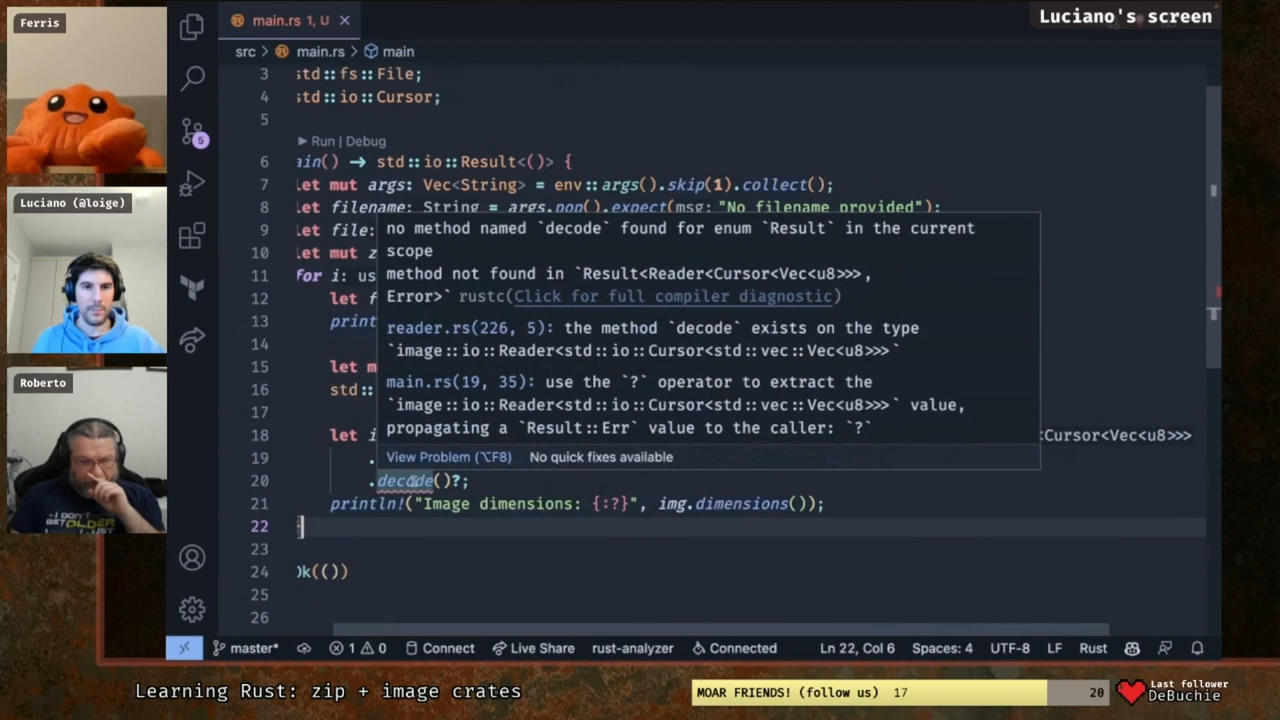 Ferris
Luciano (@loige)
Roberto
main.rs 1, U
Luciano's screen
src > main.rs > main
3 std::fs::File;
4 std::io::Cursor;
5
Run | Debug
6 ain() → std::io::Result<()> {
7 let mut args: Vec<String> = env::args().skip(1).collect();
8 let filename: String = args.pop().expect(msg: "No filename provided");
9 let file:
10 let mut z
11 for i: us
12 let f
13 print
14
15 let m
16 std::
17
18 let i :Cursor<Vec<u8>>>
19 .
20 .decode()?;
21 println!("Image dimensions: {:?}", img.dimensions());
22
23
24 Ok(())
25
26
no method named `decode` found for enum `Result` in the current
scope
method not found in `Result<Reader<Cursor<Vec<u8>>>,
Error>` rustc(Click for full compiler diagnostic)
reader.rs(226, 5): the method `decode` exists on the type
`image::io::Reader<std::io::Cursor<std::vec::Vec<u8>>>`
main.rs(19, 35): use the `?` operator to extract the
`image::io::Reader<std::io::Cursor<std::vec::Vec<u8>>>` value,
propagating a `Result::Err` value to the caller: `?`
View Problem (⌥F8) No quick fixes available
5
master* 1 0 Connect Live Share rust-analyzer Connected Ln 22, Col 6 Spaces: 4 UTF-8 LF Rust
Learning Rust: zip + image crates
MOAR FRIENDS! (follow us) 17 20
Last follower
DeBuchie